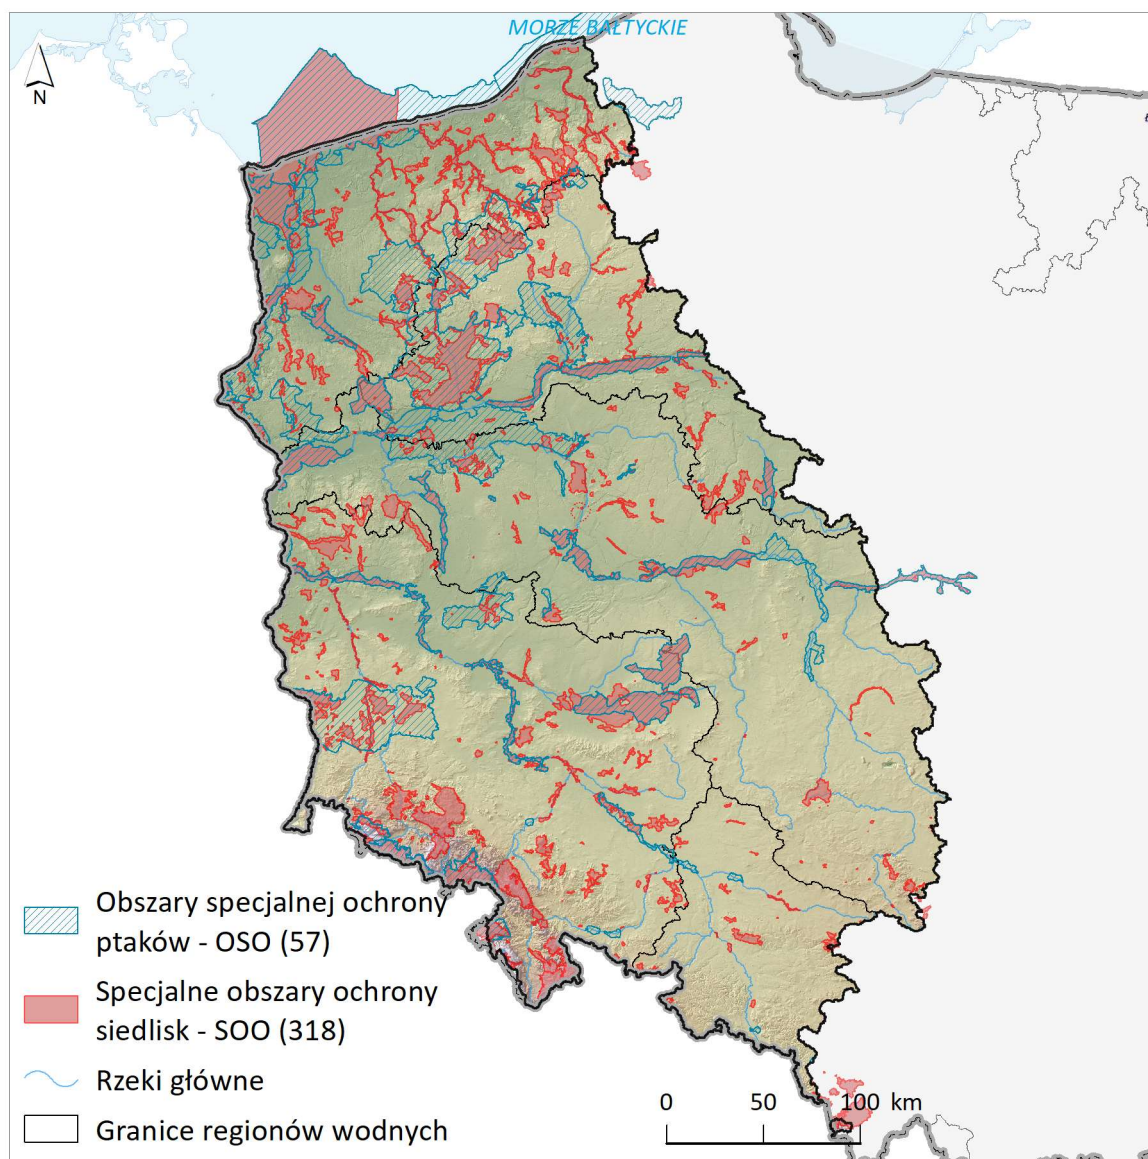 MORZE BAŁTYCKIE
N
Obszary specjalnej ochrony
ptaków - OSO (57)
Specjalne obszary ochrony
siedlisk - SOO (318)
Rzeki główne
Granice regionów wodnych
0 50 100 km